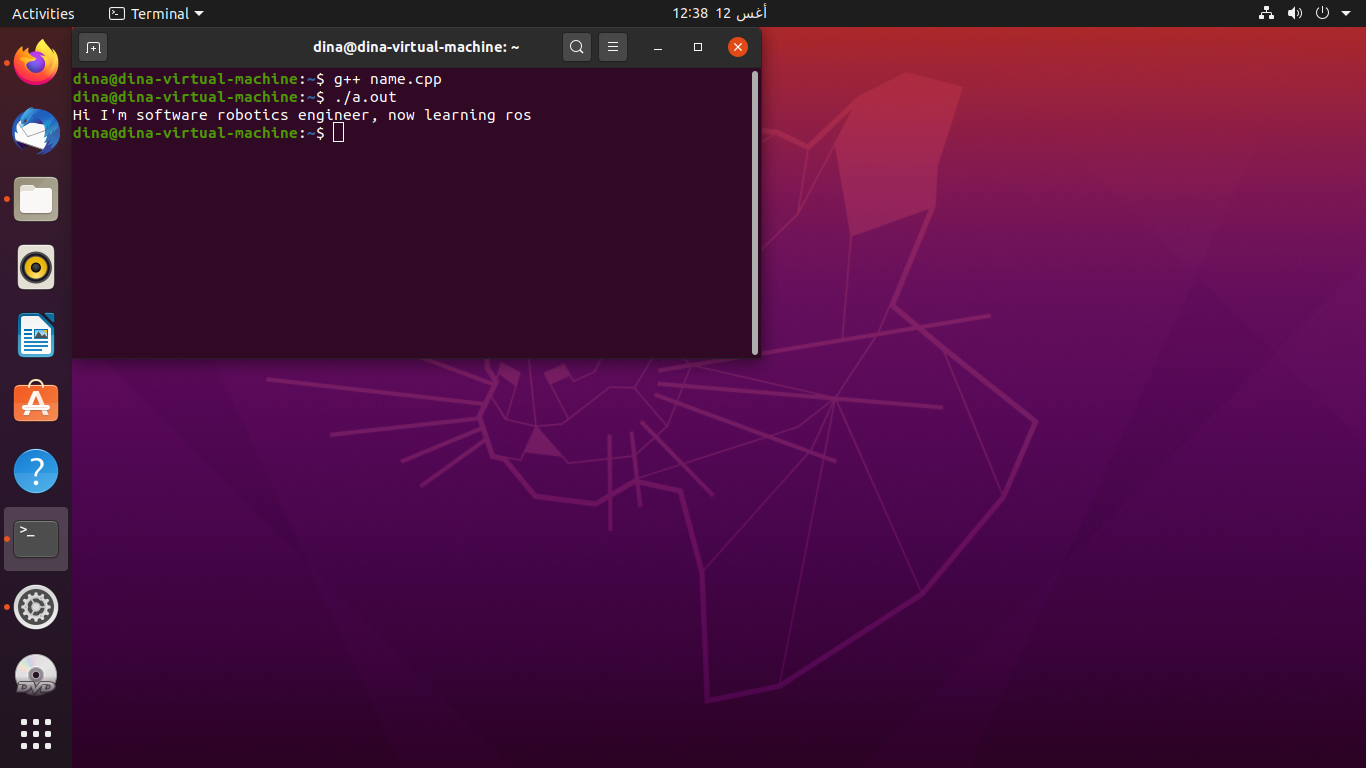 Activities
Terminal
أغس 12 12:38
dina@dina-virtual-machine: ~
dina@dina-virtual-machine:~$ g++ name.cpp
dina@dina-virtual-machine:~$ ./a.out
Hi I'm software robotics engineer, now learning ros
dina@dina-virtual-machine:~$
?
>_
DVD